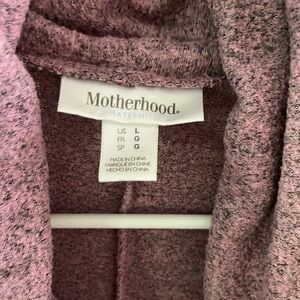 Motherhood®
MATERNITY
US L
FR G
SP G
MADE IN CHINA
FABRIQUÉ EN CHINE
HECHO EN CHINA